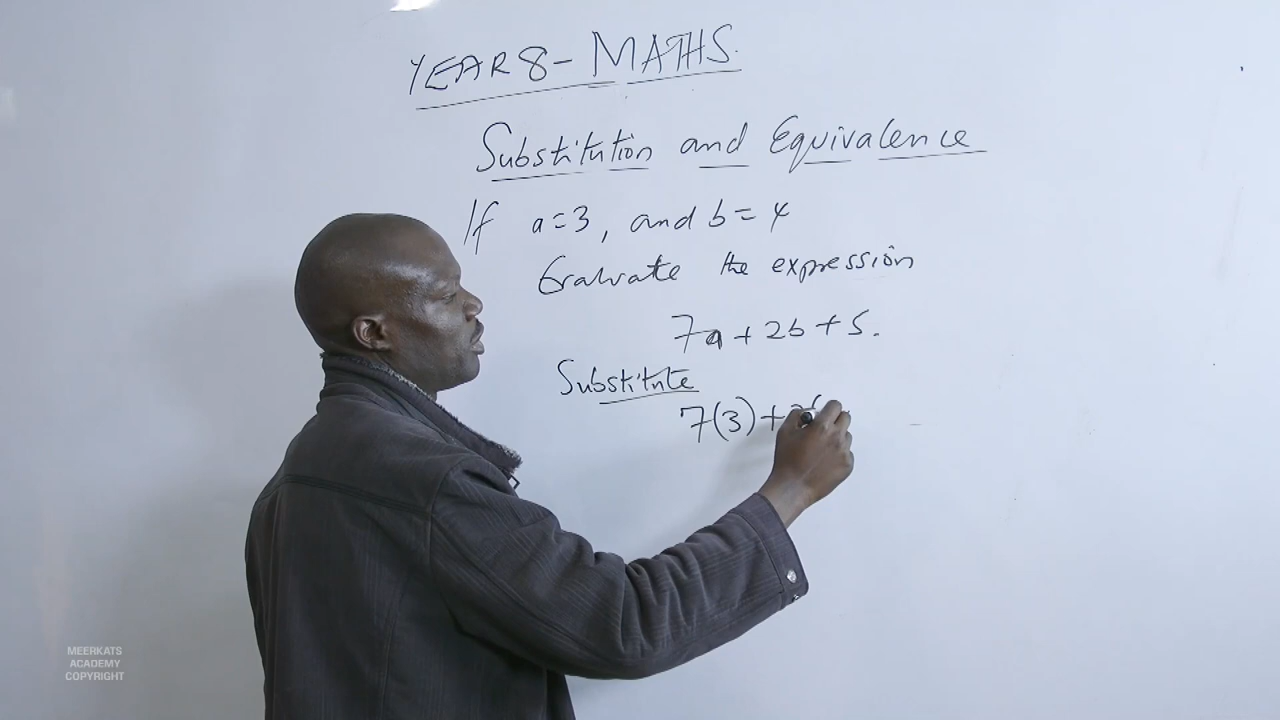 YEAR 8 - MATHS.
Substitution and Equivalence
If a=3, and b=4
Evaluate the expression
7a + 2b + 5.
Substitute
7(3) + 2(
MEERKATS
ACADEMY
COPYRIGHT